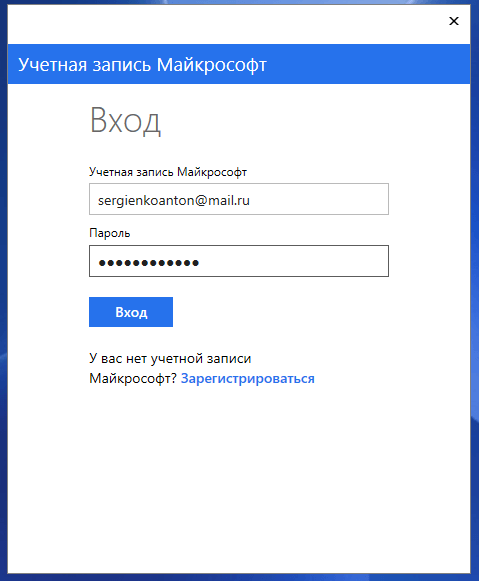 Учетная запись Майкрософт
Вход
Учетная запись Майкрософт
sergienkoanton@mail.ru
Пароль
●●●●●●●●●●●●
Вход
У вас нет учетной записи
Майкрософт? Зарегистрироваться